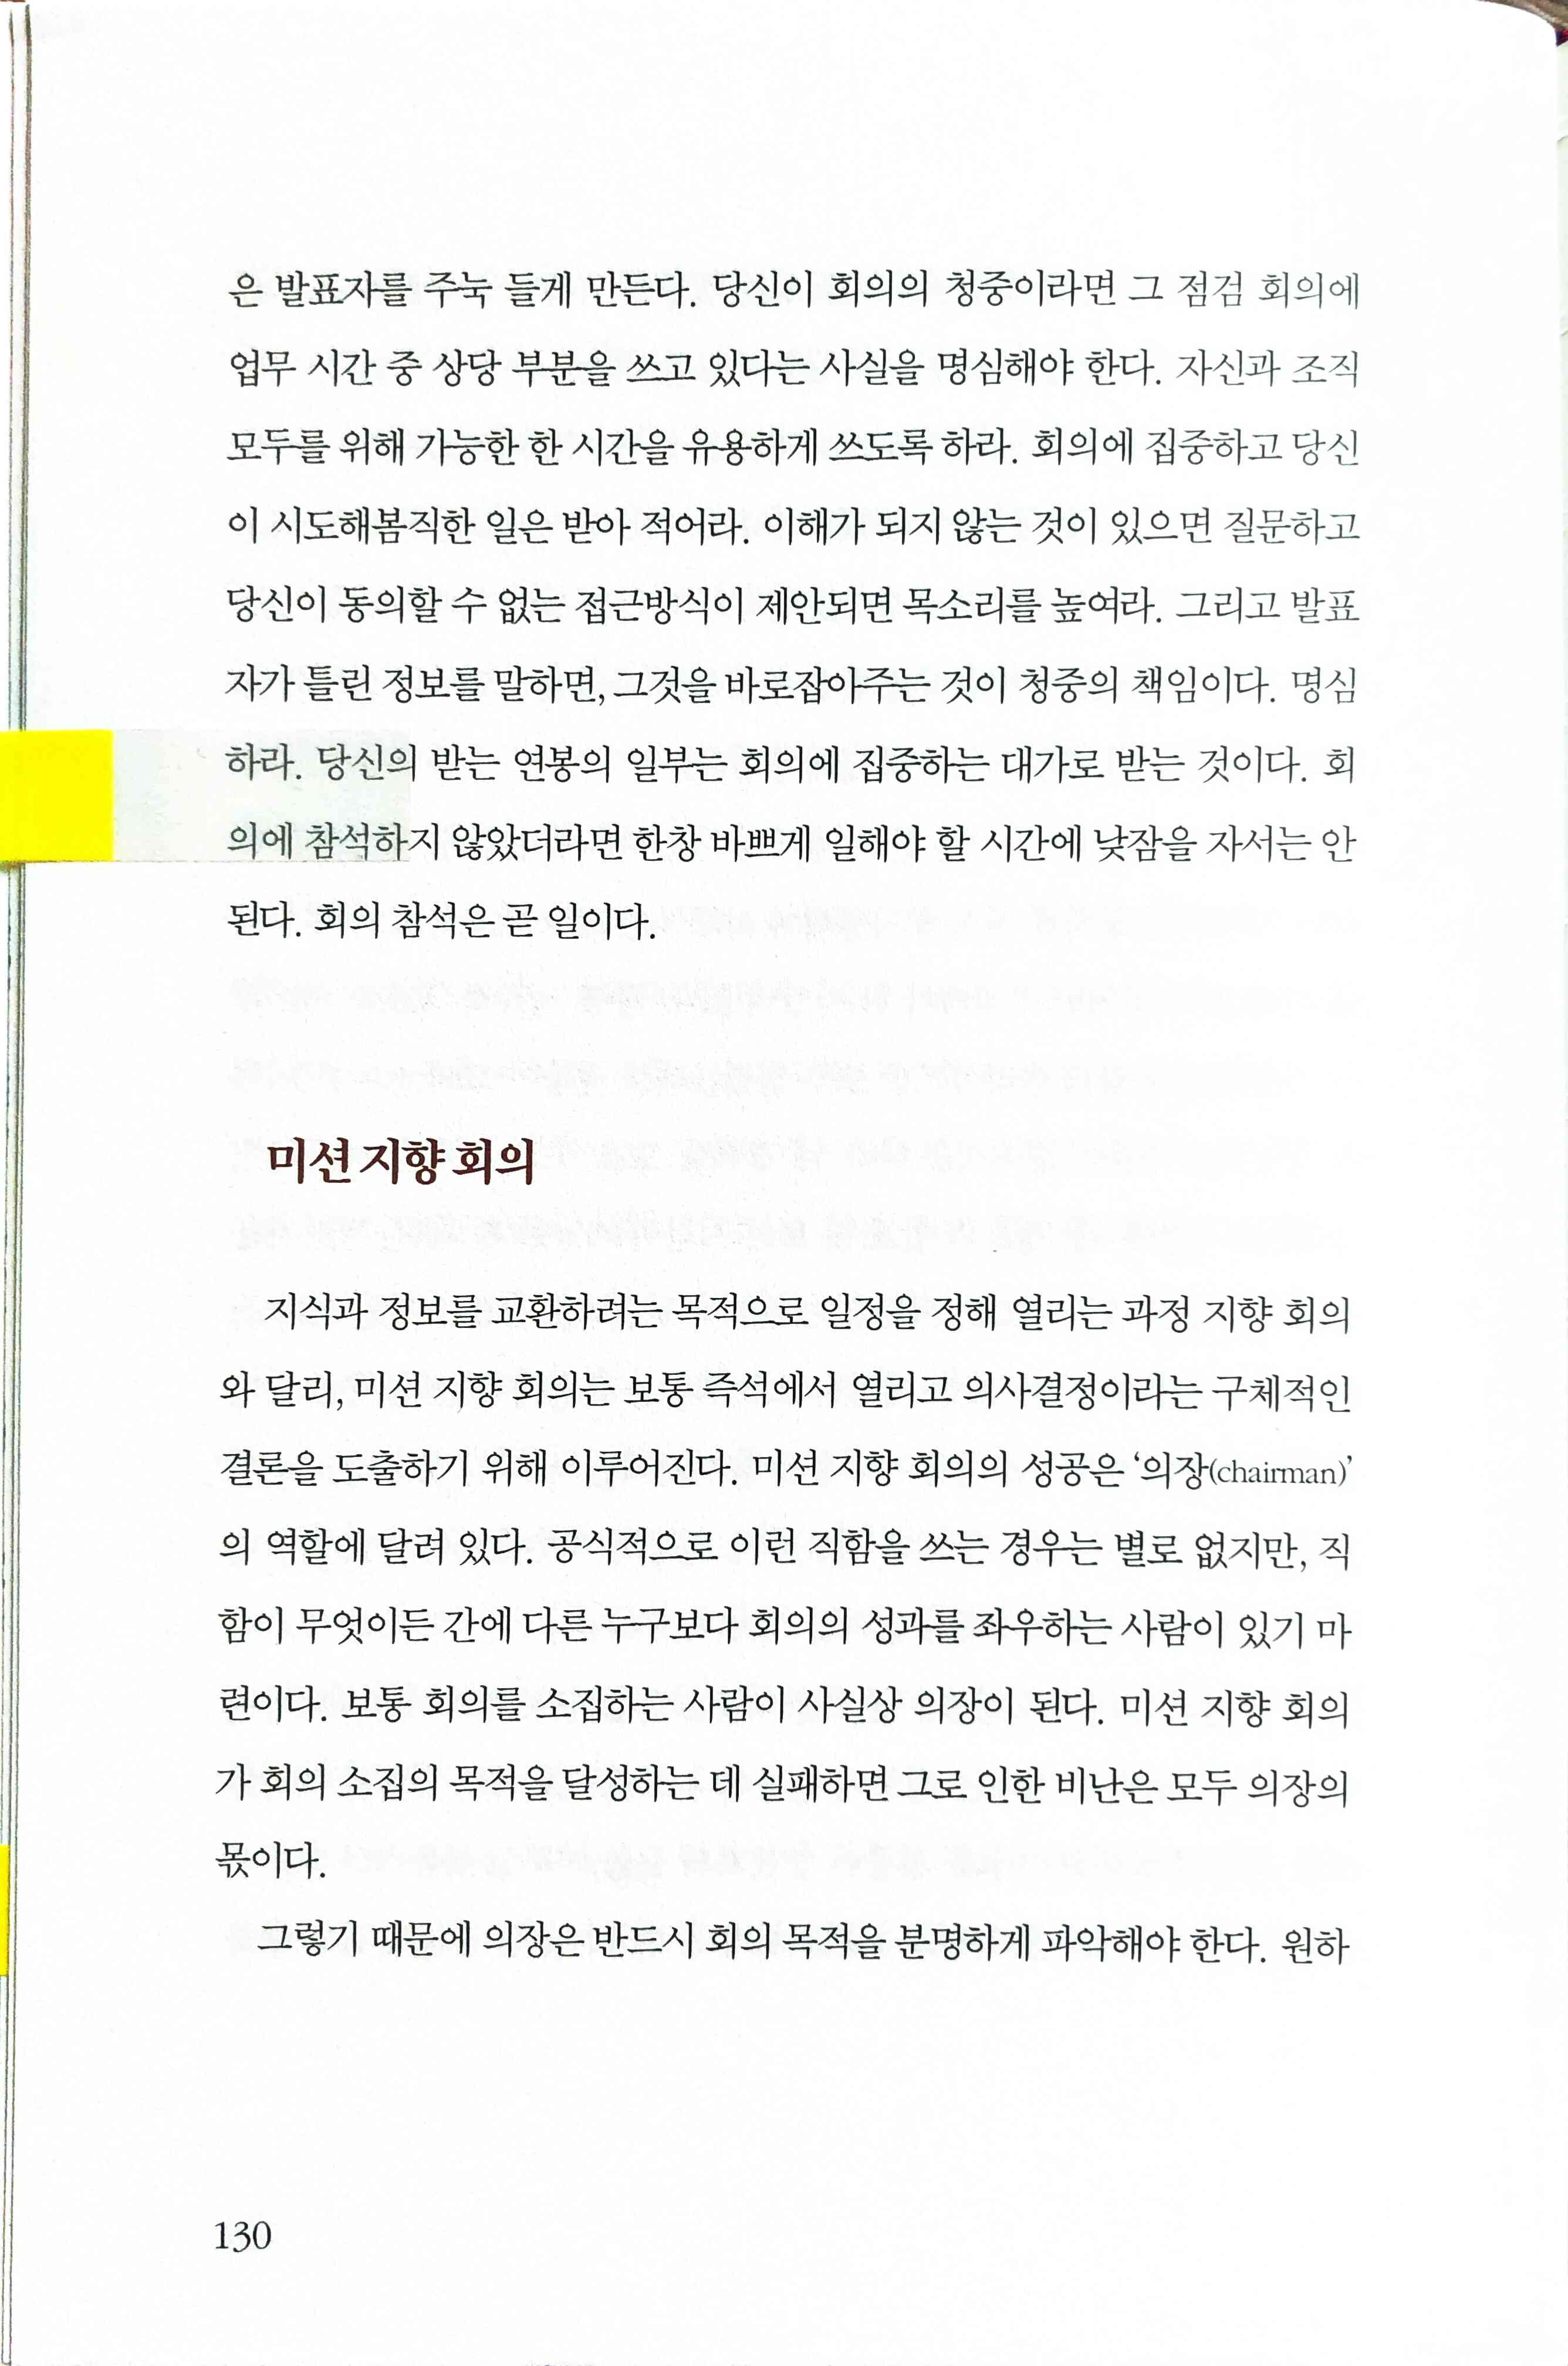 은 발표자를 주눅 들게 만든다. 당신이 회의의 청중이라면 그 점검 회의에
업무 시간 중 상당 부분을 쓰고 있다는 사실을 명심해야 한다. 자신과 조직
모두를 위해 가능한 한 시간을 유용하게 쓰도록 하라. 회의에 집중하고 당신
이 시도해봄직한 일은 받아 적어라. 이해가 되지 않는 것이 있으면 질문하고
당신이 동의할 수 없는 접근방식이 제안되면 목소리를 높여라. 그리고 발표
자가 틀린 정보를 말하면, 그것을 바로잡아주는 것이 청중의 책임이다. 명심
하라. 당신의 받는 연봉의 일부는 회의에 집중하는 대가로 받는 것이다. 회
의에 참석하지 않았더라면 한창 바쁘게 일해야 할 시간에 낮잠을 자서는 안
된다. 회의 참석은 곧 일이다.
미션 지향 회의
지식과 정보를 교환하려는 목적으로 일정을 정해 열리는 과정 지향 회의
와 달리, 미션 지향 회의는 보통 즉석에서 열리고 의사결정이라는 구체적인
결론을 도출하기 위해 이루어진다. 미션 지향 회의의 성공은 ‘의장(chairman)’
의 역할에 달려 있다. 공식적으로 이런 직함을 쓰는 경우는 별로 없지만, 직
함이 무엇이든 간에 다른 누구보다 회의의 성과를 좌우하는 사람이 있기 마
련이다. 보통 회의를 소집하는 사람이 사실상 의장이 된다. 미션 지향 회의
가 회의 소집의 목적을 달성하는 데 실패하면 그로 인한 비난은 모두 의장의
몫이다.
그렇기 때문에 의장은 반드시 회의 목적을 분명하게 파악해야 한다. 원하
130